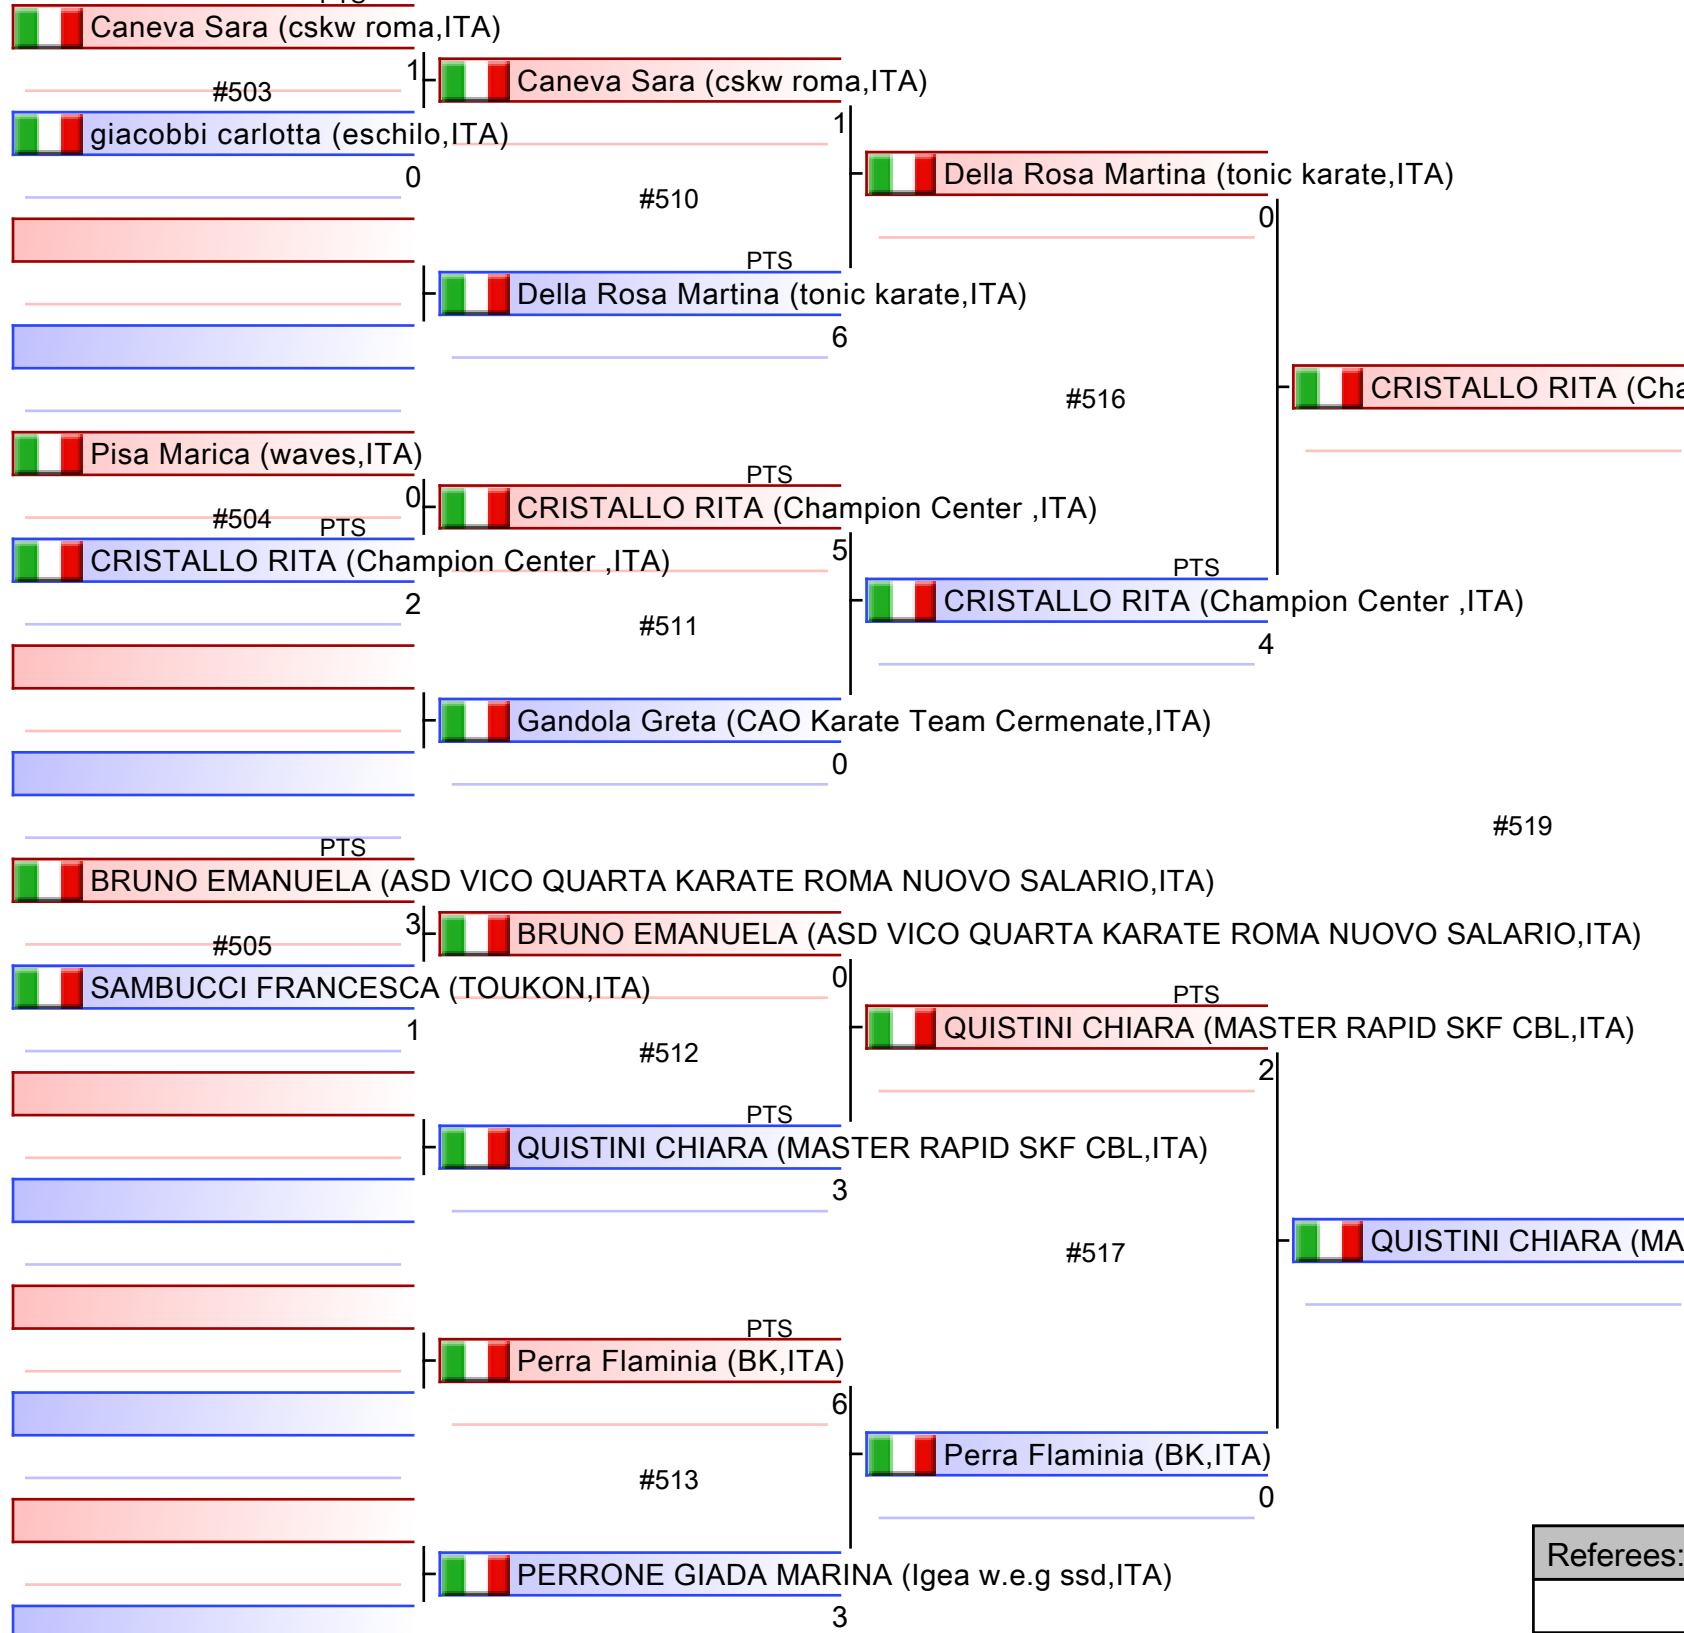 PTS
Caneva Sara (cskw roma,ITA)
1
#503
giacobbi carlotta (eschilo,ITA)
0
Caneva Sara (cskw roma,ITA)
1
#510
PTS
Della Rosa Martina (tonic karate,ITA)
6
Della Rosa Martina (tonic karate,ITA)
0
#516
CRISTALLO RITA (Cha
Pisa Marica (waves,ITA)
0
#504
PTS
CRISTALLO RITA (Champion Center ,ITA)
2
PTS
CRISTALLO RITA (Champion Center ,ITA)
5
#511
Gandola Greta (CAO Karate Team Cermenate,ITA)
0
PTS
CRISTALLO RITA (Champion Center ,ITA)
4
#519
PTS
BRUNO EMANUELA (ASD VICO QUARTA KARATE ROMA NUOVO SALARIO,ITA)
3
#505
SAMBUCCI FRANCESCA (TOUKON,ITA)
1
BRUNO EMANUELA (ASD VICO QUARTA KARATE ROMA NUOVO SALARIO,ITA)
0
#512
PTS
QUISTINI CHIARA (MASTER RAPID SKF CBL,ITA)
3
PTS
QUISTINI CHIARA (MASTER RAPID SKF CBL,ITA)
2
#517
QUISTINI CHIARA (MA
PTS
Perra Flaminia (BK,ITA)
6
#513
PERRONE GIADA MARINA (Igea w.e.g ssd,ITA)
3
Perra Flaminia (BK,ITA)
0
Referees: